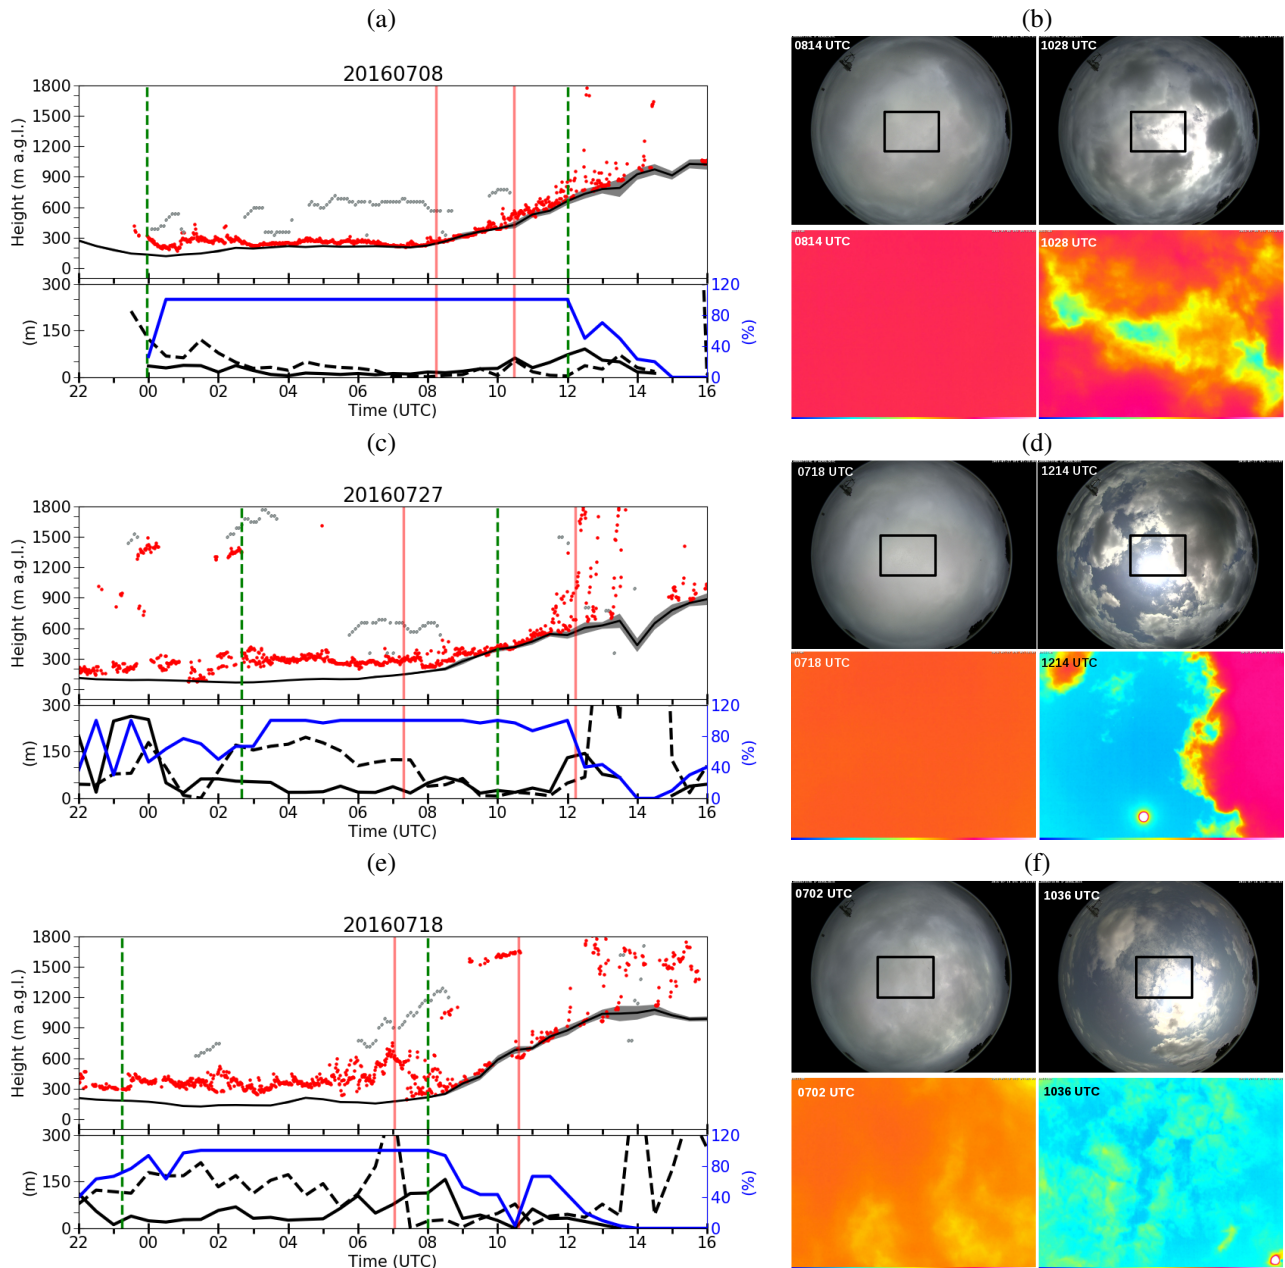 (a)
20160708
Height (m a.g.l.)
1800
1500
1200
900
600
300
0
300
150
0
(m)
120
80
40
0
(%)
22 00 02 04 06 08 10 12 14 16
Time (UTC)
(b)
0814 UTC
1028 UTC
0814 UTC
1028 UTC
(c)
20160727
Height (m a.g.l.)
1800
1500
1200
900
600
300
0
300
150
0
(m)
120
80
40
0
(%)
22 00 02 04 06 08 10 12 14 16
Time (UTC)
(d)
0718 UTC
1214 UTC
0718 UTC
1214 UTC
(e)
20160718
Height (m a.g.l.)
1800
1500
1200
900
600
300
0
300
150
0
(m)
120
80
40
0
(%)
22 00 02 04 06 08 10 12 14 16
Time (UTC)
(f)
0702 UTC
1036 UTC
0702 UTC
1036 UTC